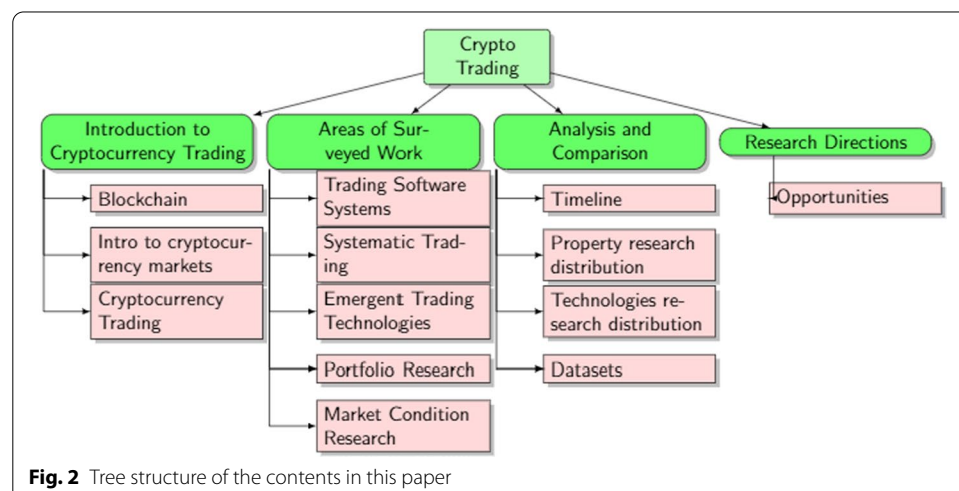 Crypto
Trading
Introduction to
Cryptocurrency Trading
Areas of Sur-
veyed Work
Analysis and
Comparison
Research Directions
Blockchain
Intro to cryptocur-
rency markets
Cryptocurrency
Trading
Trading Software
Systems
Systematic Trad-
ing
Emergent Trading
Technologies
Portfolio Research
Market Condition
Research
Timeline
Property research
distribution
Technologies re-
search distribution
Datasets
Opportunities
Fig. 2 Tree structure of the contents in this paper